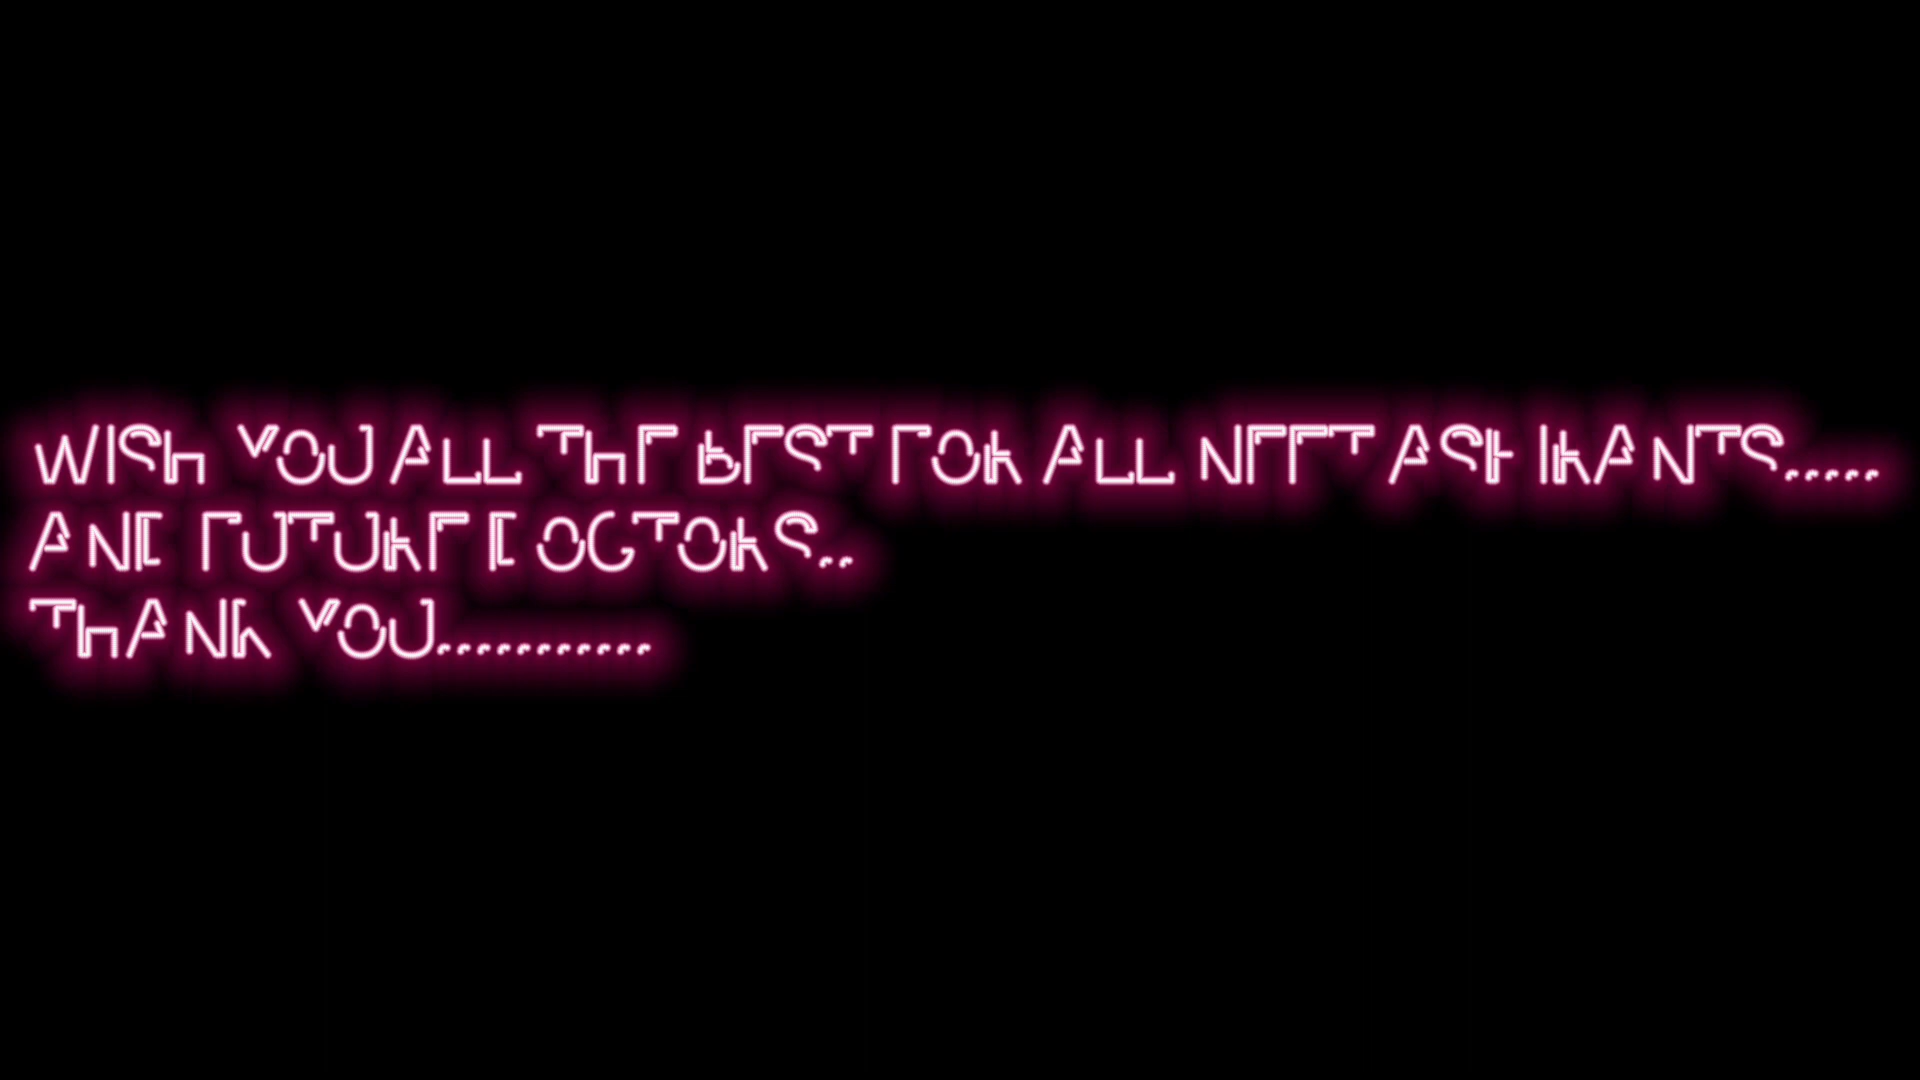 WISH YOU ALL THE BEST FOR ALL NEET ASPIRANTS.....
AND FUTURE DOCTORS..
THANK YOU...........